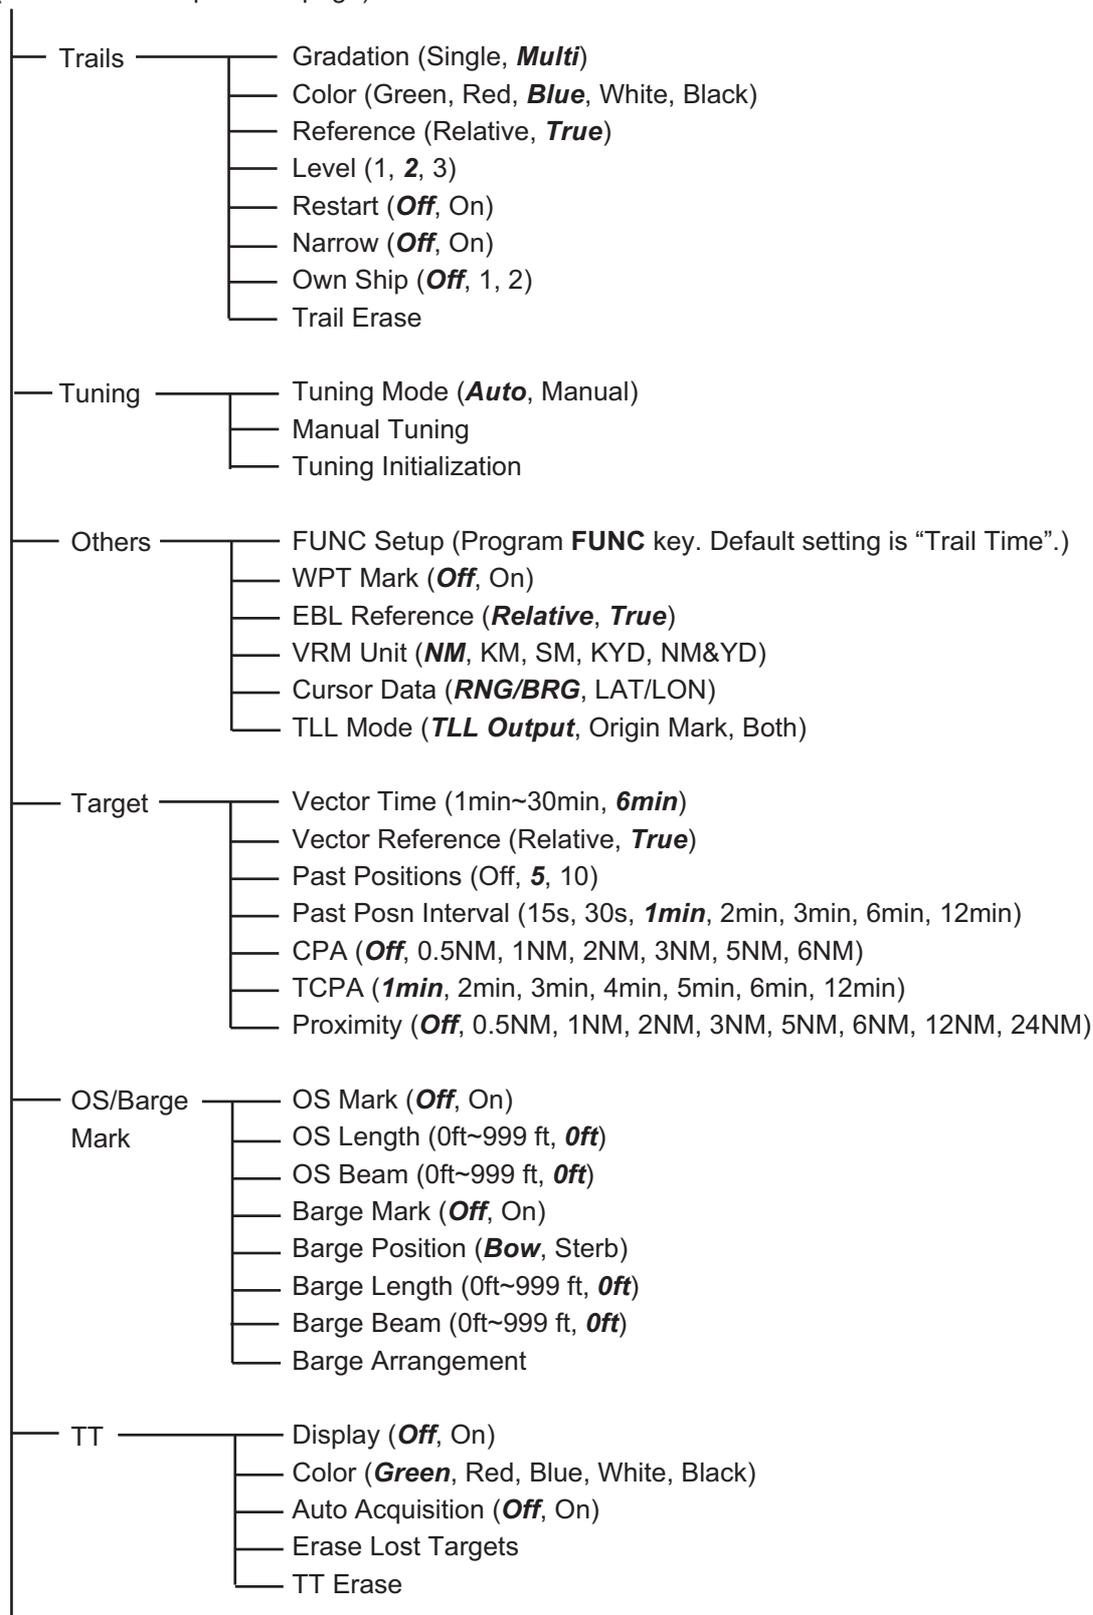 Trails
Gradation (Single, Multi)
Color (Green, Red, Blue, White, Black)
Reference (Relative, True)
Level (1, 2, 3)
Restart (Off, On)
Narrow (Off, On)
Own Ship (Off, 1, 2)
Trail Erase
Tuning
Tuning Mode (Auto, Manual)
Manual Tuning
Tuning Initialization
Others
FUNC Setup (Program FUNC key. Default setting is “Trail Time”.)
WPT Mark (Off, On)
EBL Reference (Relative, True)
VRM Unit (NM, KM, SM, KYD, NM&YD)
Cursor Data (RNG/BRG, LAT/LON)
TLL Mode (TLL Output, Origin Mark, Both)
Target
Vector Time (1min~30min, 6min)
Vector Reference (Relative, True)
Past Positions (Off, 5, 10)
Past Posn Interval (15s, 30s, 1min, 2min, 3min, 6min, 12min)
CPA (Off, 0.5NM, 1NM, 2NM, 3NM, 5NM, 6NM)
TCPA (1min, 2min, 3min, 4min, 5min, 6min, 12min)
Proximity (Off, 0.5NM, 1NM, 2NM, 3NM, 5NM, 6NM, 12NM, 24NM)
OS/Barge
Mark
OS Mark (Off, On)
OS Length (0ft~999 ft, 0ft)
OS Beam (0ft~999 ft, 0ft)
Barge Mark (Off, On)
Barge Position (Bow, Sterb)
Barge Length (0ft~999 ft, 0ft)
Barge Beam (0ft~999 ft, 0ft)
Barge Arrangement
TT
Display (Off, On)
Color (Green, Red, Blue, White, Black)
Auto Acquisition (Off, On)
Erase Lost Targets
TT Erase